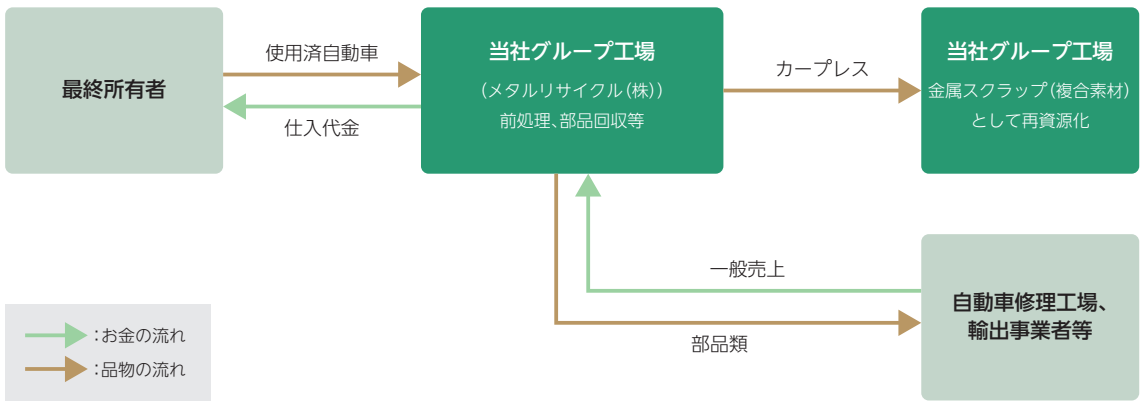 最終所有者
使用済自動車
仕入代金
当社グループ工場
(メタルリサイクル(株))
前処理、部品回収等
カープレス
当社グループ工場
金属スクラップ(複合素材)
として再資源化
一般売上
部品類
自動車修理工場、
輸出事業者等
:お金の流れ
:品物の流れ